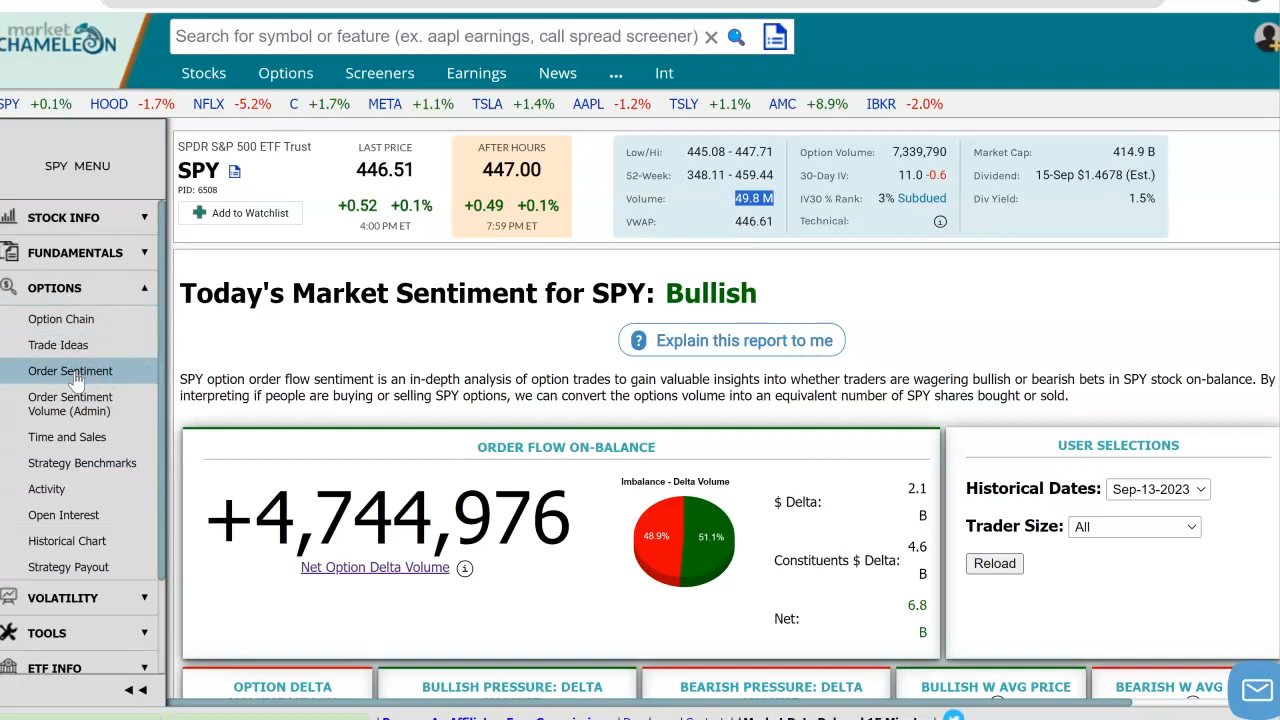 market
CHAMELEON
Search for symbol or feature (ex. aapl earnings, call spread screener)
Stocks Options Screeners Earnings News ... Int
SPY +0.1% HOOD -1.7% NFLX -5.2% C +1.7% META +1.1% TSLA +1.4% AAPL -1.2% TSLY +1.1% AMC +8.9% IBKR -2.0%
SPY MENU
STOCK INFO
FUNDAMENTALS
OPTIONS
Option Chain
Trade Ideas
Order Sentiment
Order Sentiment
Volume (Admin)
Time and Sales
Strategy Benchmarks
Activity
Open Interest
Historical Chart
Strategy Payout
VOLATILITY
TOOLS
ETF INFO
SPDR S&P 500 ETF Trust
SPY
PID: 6508
Add to Watchlist
LAST PRICE
446.51
+0.52 +0.1%
4:00 PM ET
AFTER HOURS
447.00
+0.49 +0.1%
7:59 PM ET
Low/Hi: 445.08 - 447.71
52-Week: 348.11 - 459.44
Volume: 49.8 M
VWAP: 446.61
Option Volume: 7,339,790
30-Day IV: 11.0 -0.6
IV30 % Rank: 3% Subdued
Technical:
Market Cap: 414.9 B
Dividend: 15-Sep $1.4678 (Est.)
Div Yield: 1.5%
Today's Market Sentiment for SPY: Bullish
? Explain this report to me
SPY option order flow sentiment is an in-depth analysis of option trades to gain valuable insights into whether traders are wagering bullish or bearish bets in SPY stock on-balance. By
interpreting if people are buying or selling SPY options, we can convert the options volume into an equivalent number of SPY shares bought or sold.
ORDER FLOW ON-BALANCE
+4,744,976
Net Option Delta Volume
Imbalance - Delta Volume
48.9% 51.1%
$ Delta: 2.1
B
Constituents $ Delta: 4.6
B
Net: 6.8
B
USER SELECTIONS
Historical Dates: Sep-13-2023
Trader Size: All
Reload
OPTION DELTA
BULLISH PRESSURE: DELTA
BEARISH PRESSURE: DELTA
BULLISH W AVG PRICE
BEARISH W AVG